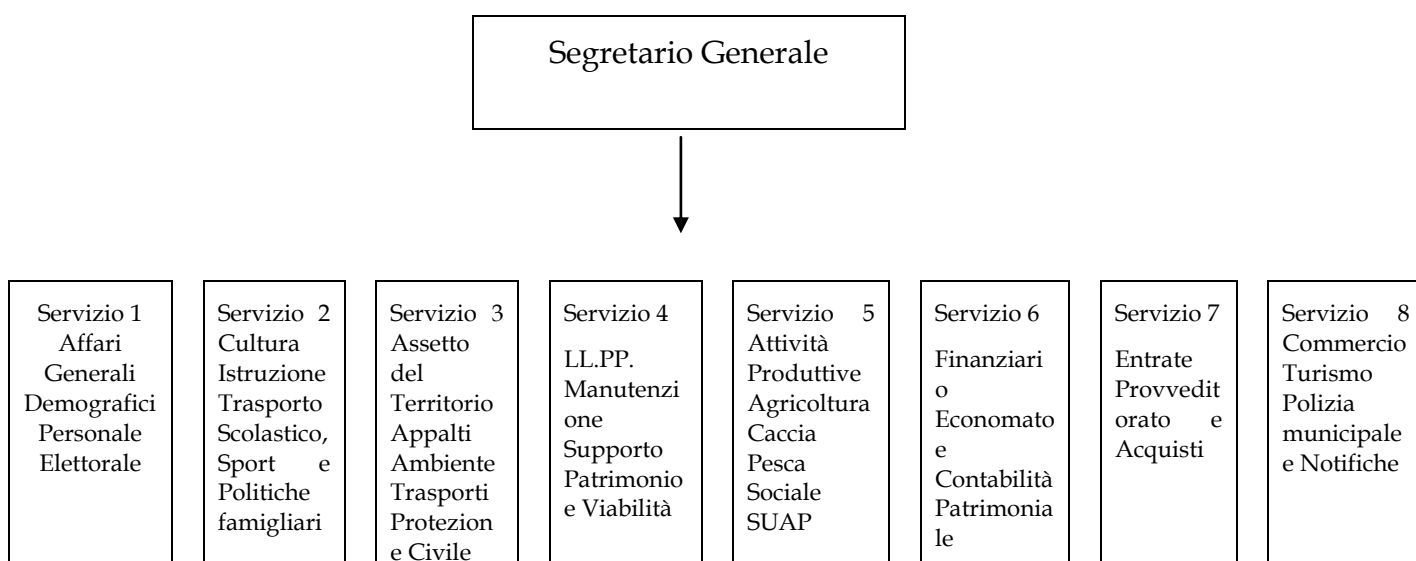 Segretario Generale
Servizio 1
Affari
Generali
Demografici
Personale
Elettorale
Servizio 2
Cultura
Istruzione
Trasporto
Scolastico,
Sport e
Politiche
famigliari
Servizio 3
Assetto
del
Territorio
Appalti
Ambiente
Trasporti
Protezion
e Civile
Servizio 4
LL.PP.
Manutenzi
one
Supporto
Patrimonio
e Viabilità
Servizio 5
Attività
Produttive
Agricoltura
Caccia
Pesca
Sociale
SUAP
Servizio 6
Finanziari
o
Economato
e
Contabilità
Patrimonia
le
Servizio 7
Entrate
Provvedit
orato e
Acquisti
Servizio 8
Commercio
Turismo
Polizia
municipale
e Notifiche